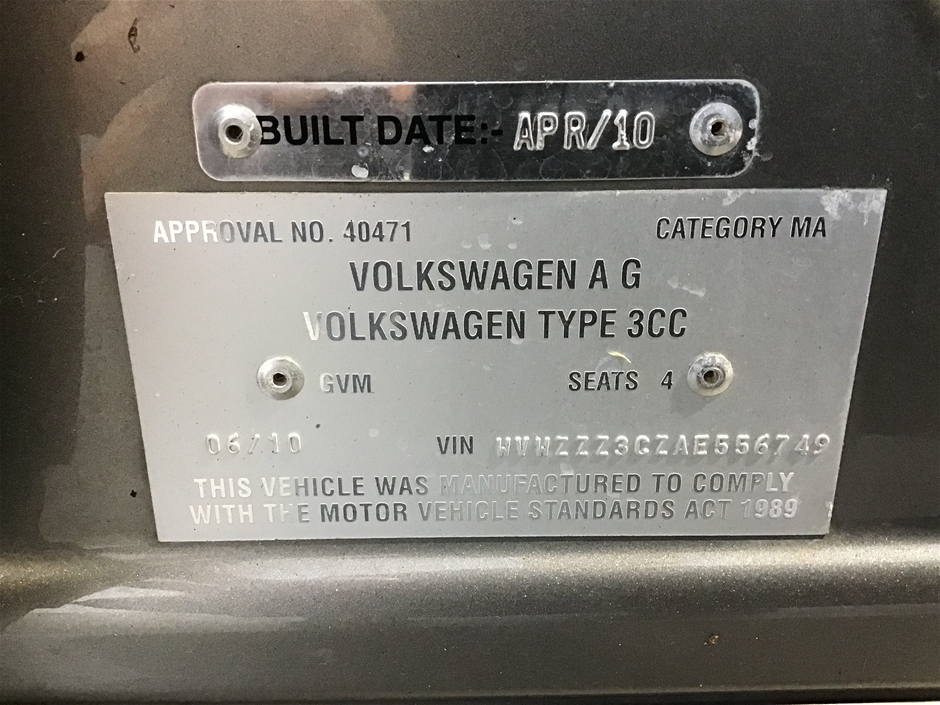 BUILT DATE:- APR/10
APPROVAL NO. 40471 CATEGORY MA
VOLKSWAGEN A G
VOLKSWAGEN TYPE 3CC
GVM SEATS 4
06/10 VIN WVWZZZ3CZAE556749
THIS VEHICLE WAS MANUFACTURED TO COMPLY
WITH THE MOTOR VEHICLE STANDARDS ACT 1989